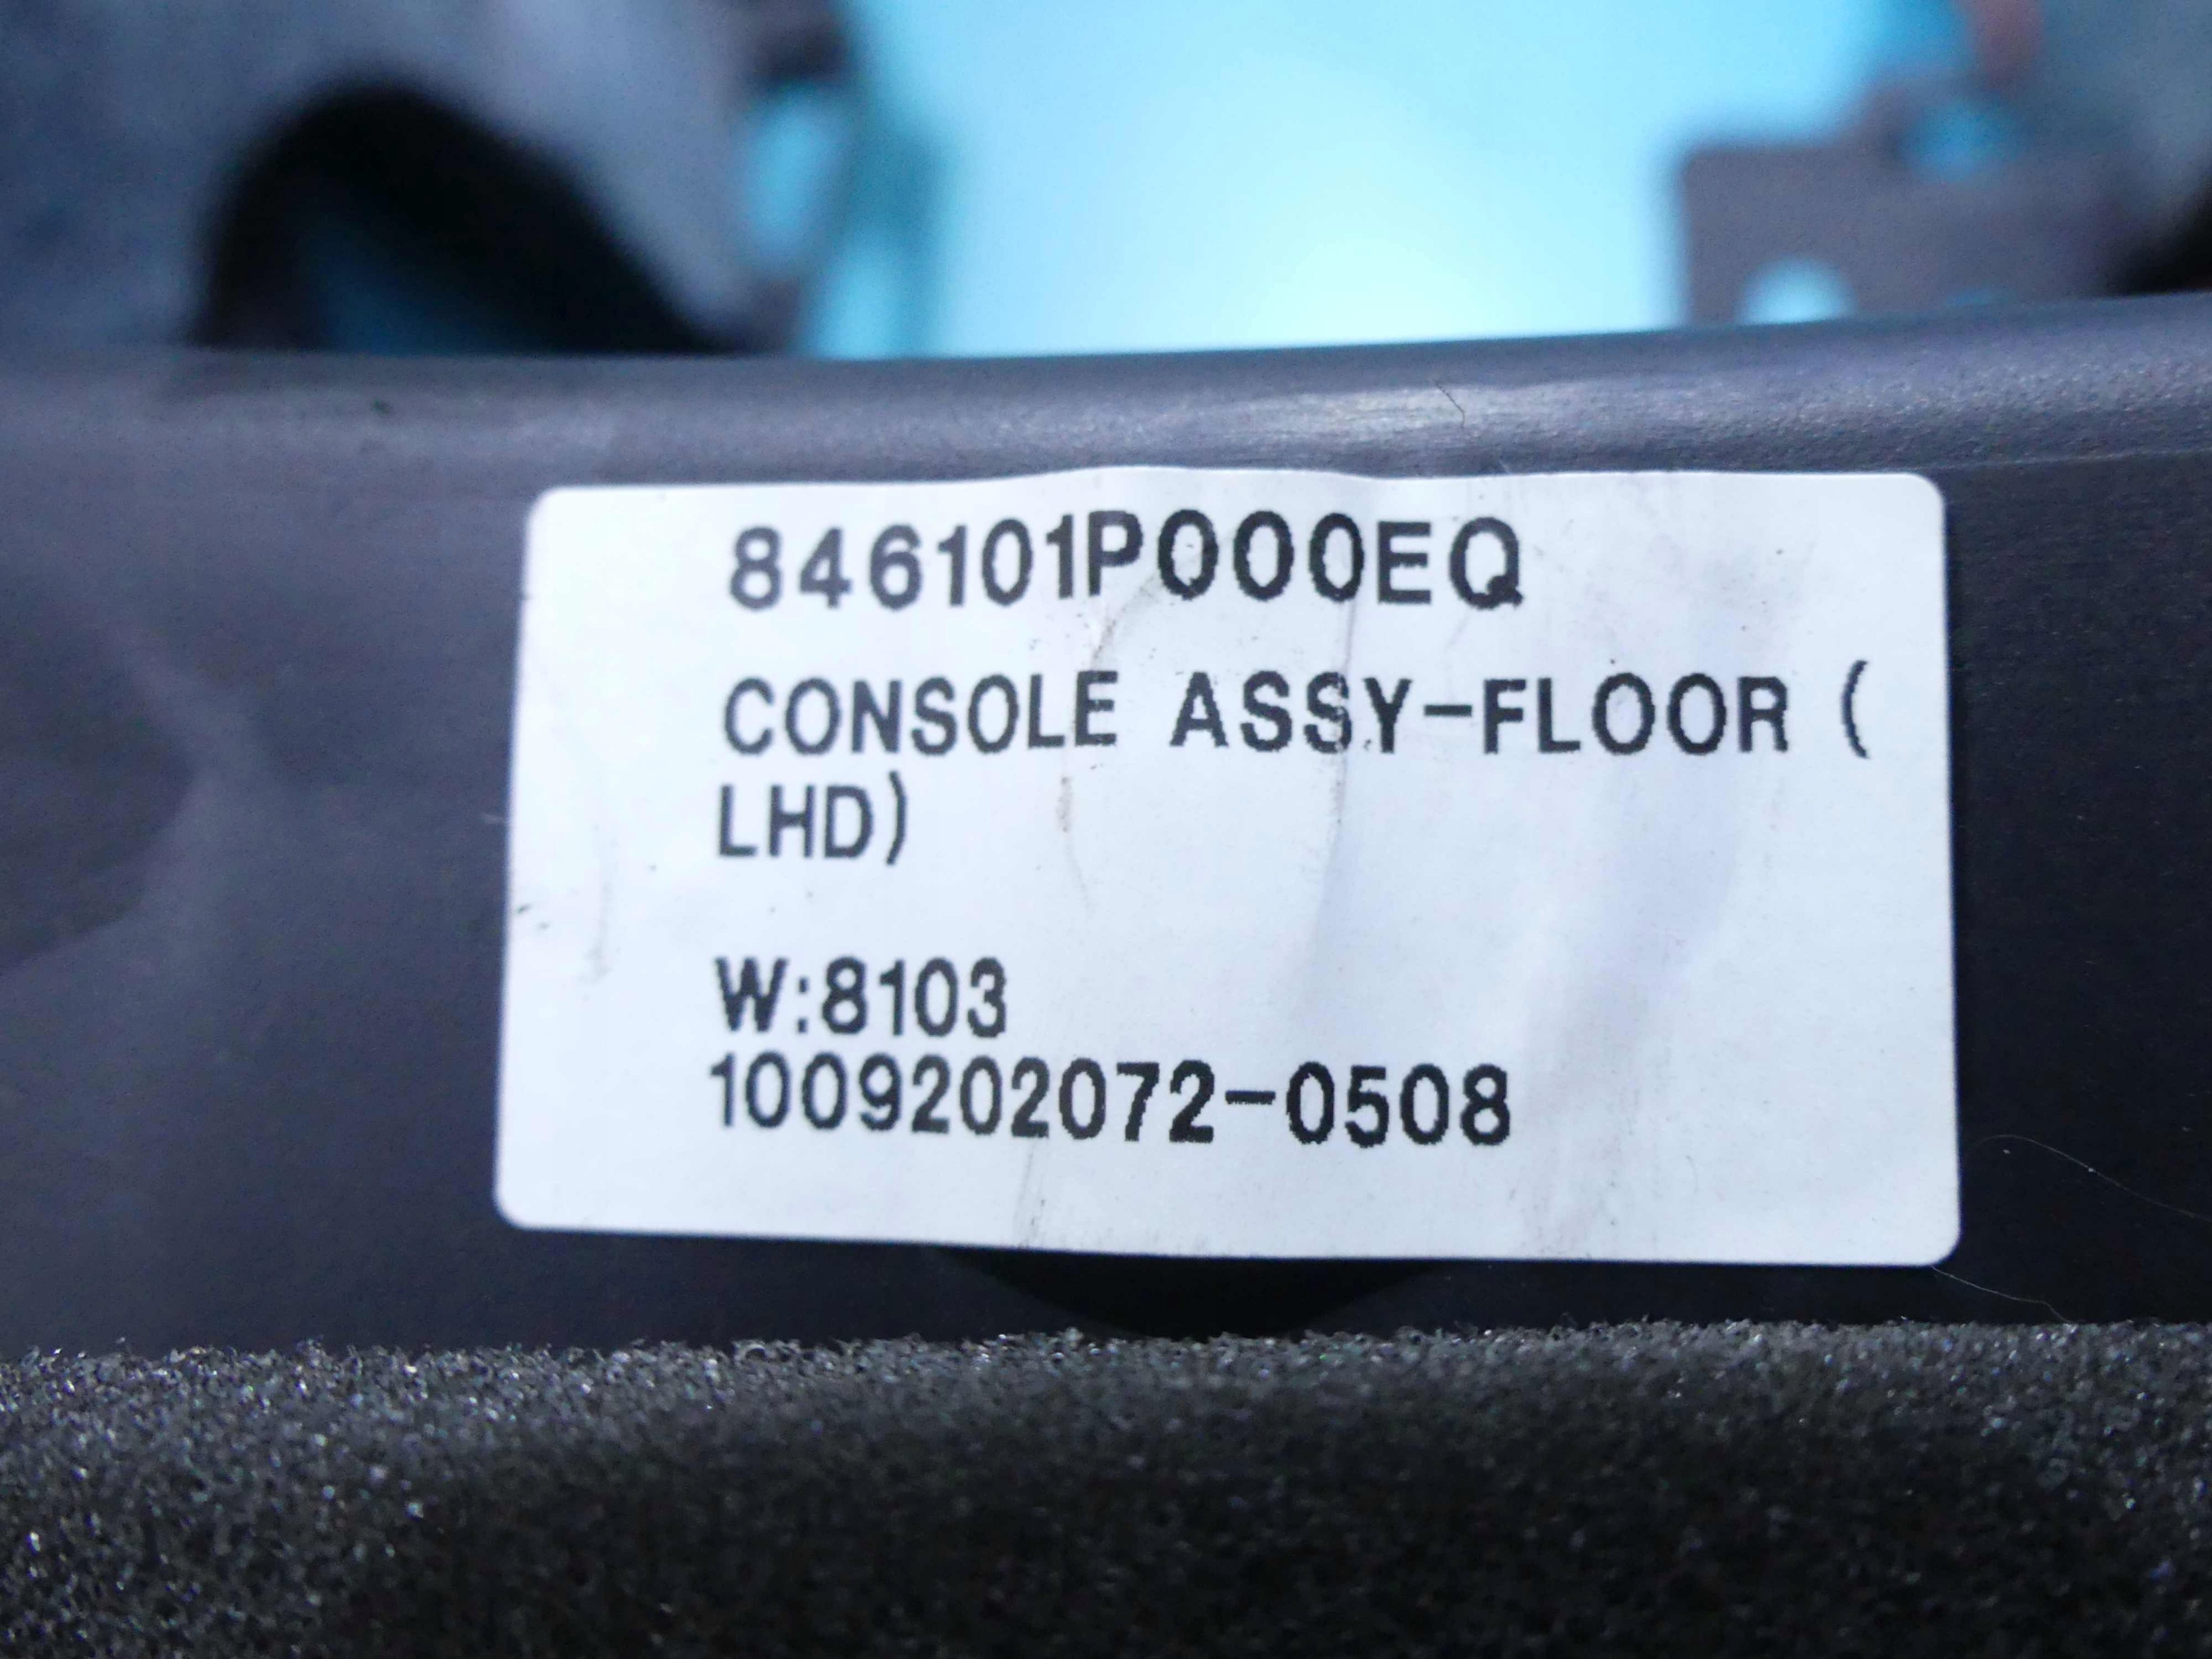 846101P000EQ
CONSOLE ASSY-FLOOR (
LHD)
W:8103
1009202072-0508